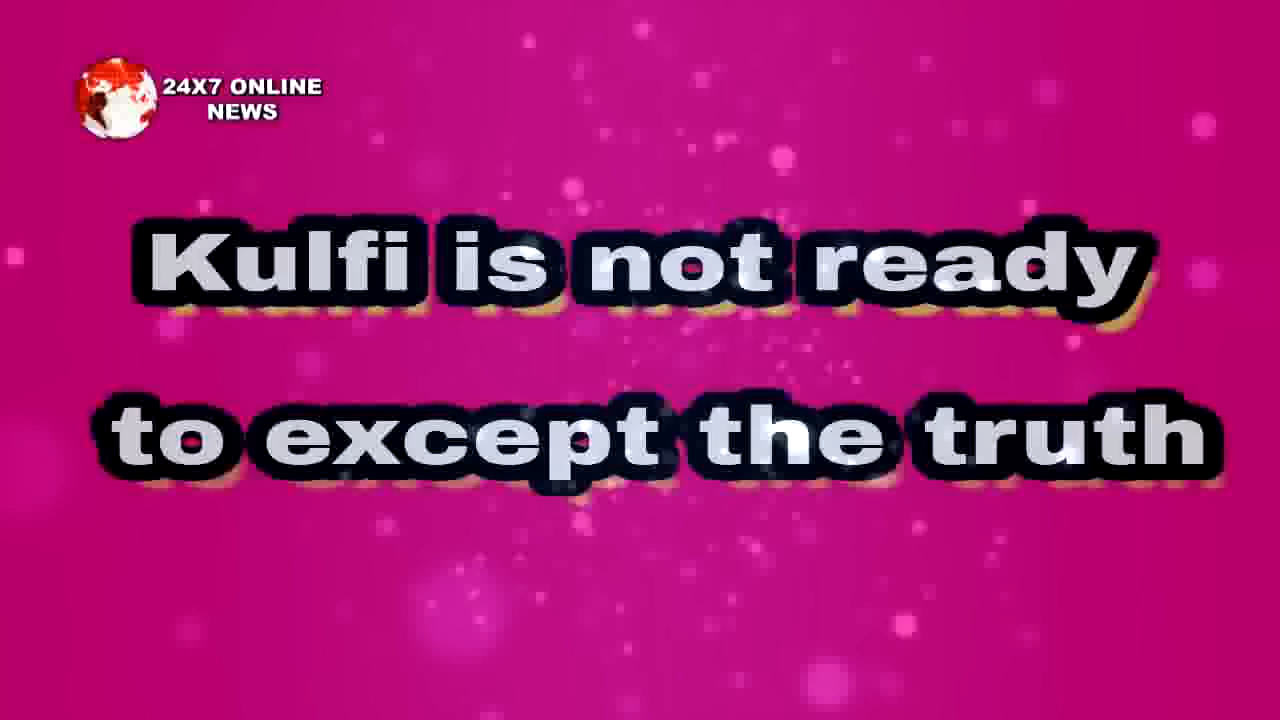 24X7 ONLINE
NEWS
Kulfi is not ready
to except the truth